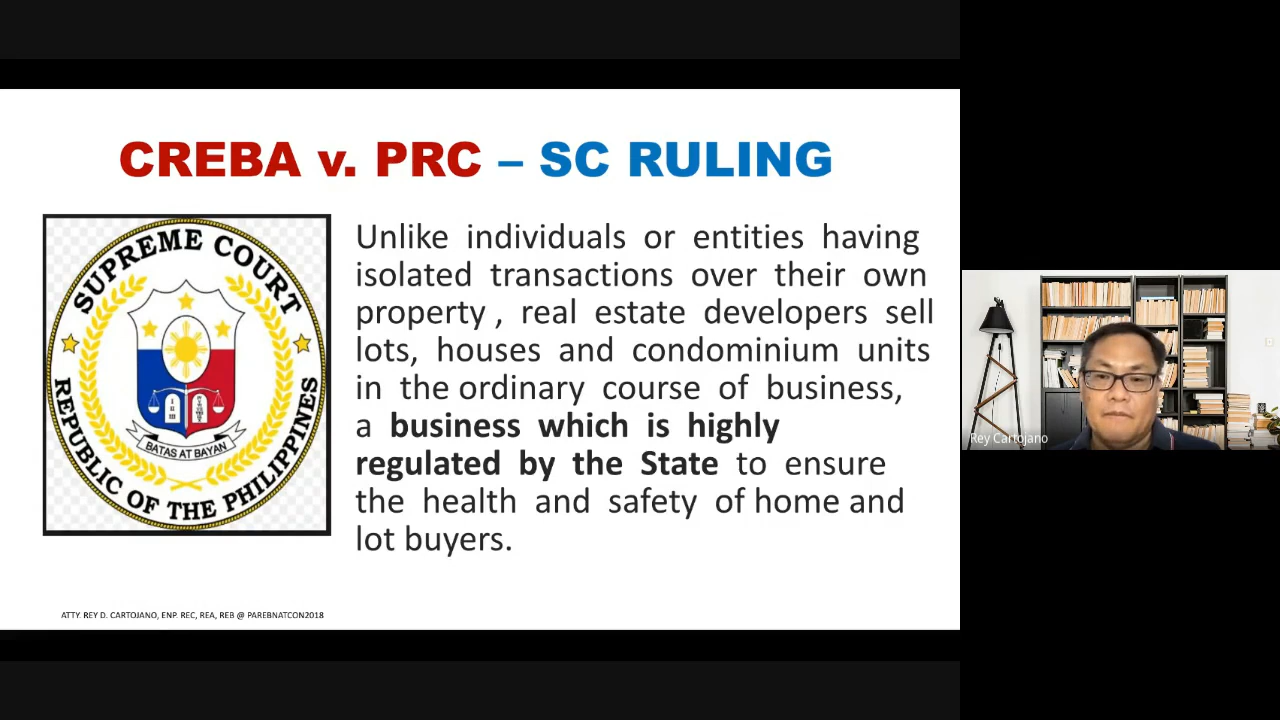 CREBA v. PRC – SC RULING
SUPREME COURT
REPUBLIC OF THE PHILIPPINES
BATAS AT BAYAN
Unlike individuals or entities having
isolated transactions over their own
property , real estate developers sell
lots, houses and condominium units
in the ordinary course of business,
a business which is highly
regulated by the State to ensure
the health and safety of home and
lot buyers.
ATTY. REY D. CARTOJANO, ENP. REC, REA, REB @ PAREBNATCON2018
Rey Cartojano